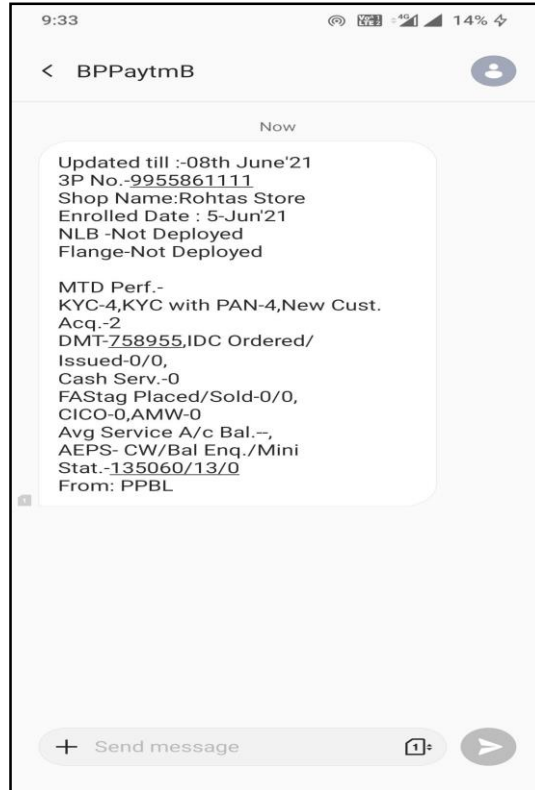 9:33
4G
14%
BPPaytmB
Now
Updated till :-08th June'21
3P No.-9955861111
Shop Name:Rohtas Store
Enrolled Date : 5-Jun'21
NLB -Not Deployed
Flange-Not Deployed
MTD Perf.-
KYC-4,KYC with PAN-4,New Cust.
Acq.-2
DMT-758955,IDC Ordered/
Issued-0/0,
Cash Serv.-0
FAStag Placed/Sold-0/0,
CICO-0,AMW-0
Avg Service A/c Bal.--,
AEPS- CW/Bal Enq./Mini
Stat.-135060/13/0
From: PPBL
1
Send message
1